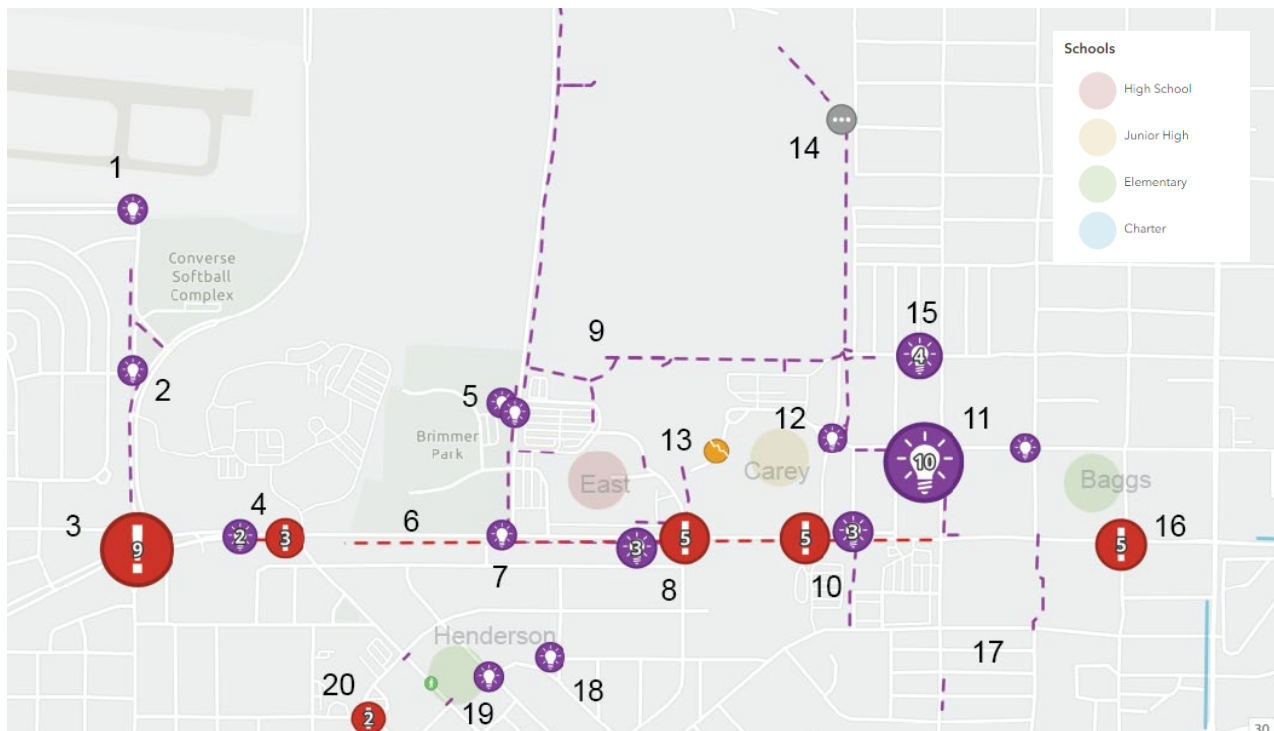 Schools
High School
Junior High
Elementary
Charter
14
1
Converse
Softball
Complex
15
9
4
2
5
12
11
13
Brimmer
Park
10
Carey
East
Baggs
3
4
6
9
2
3
7
3
5
8
5
3
10
5
16
Henderson
17
20
18
19
2
30